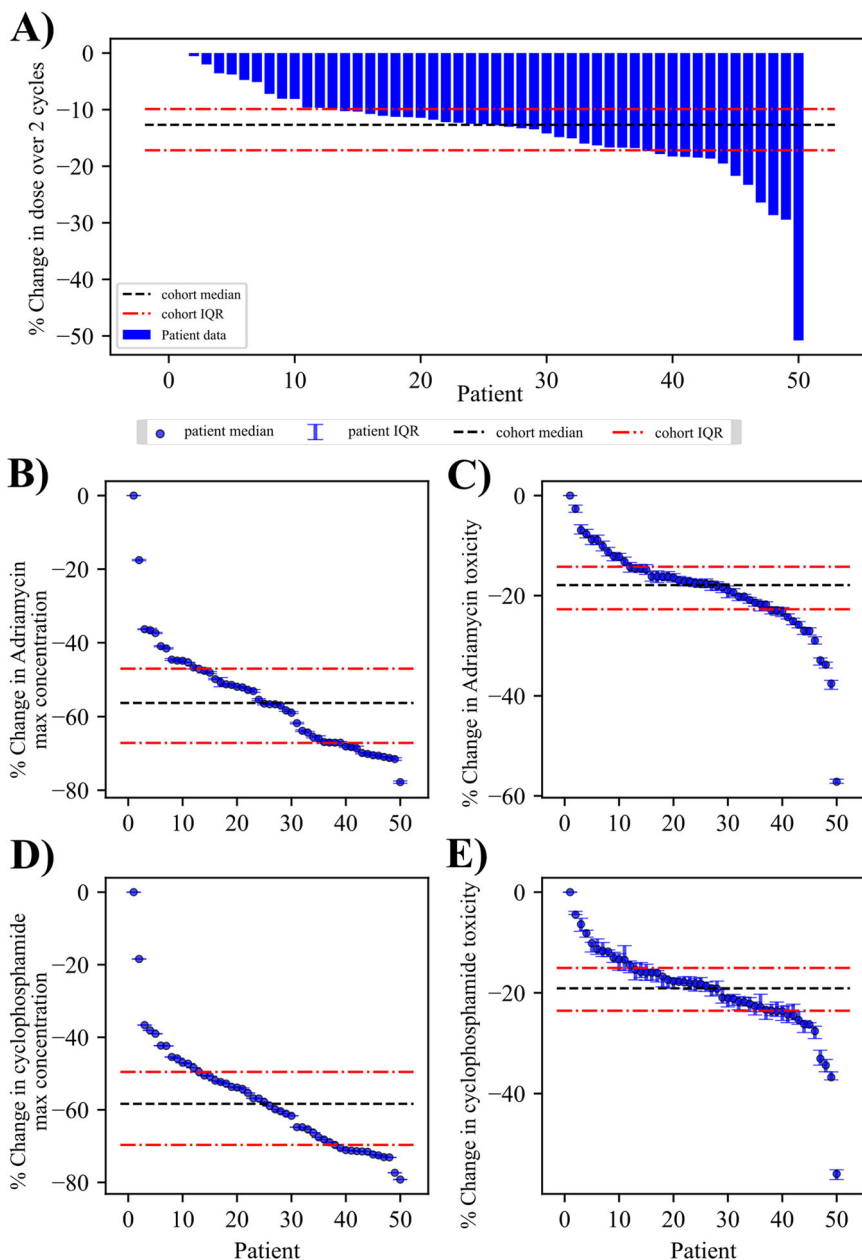 A)
% Change in dose over 2 cycles
0
−10
−20
−30
−40
−50
cohort median
cohort IQR
Patient data
0 10 20 30 40 50
Patient
patient median patient IQR cohort median cohort IQR
B)
% Change in Adriamycin
max concentration
0
−20
−40
−60
−80
0 10 20 30 40 50
C)
% Change in Adriamycin toxicity
0
−20
−40
−60
0 10 20 30 40 50
D)
% Change in cyclophosphamide
max concentration
0
−20
−40
−60
−80
0 10 20 30 40 50
Patient
E)
% Change in cyclophosphamide toxicity
0
−20
−40
0 10 20 30 40 50
Patient